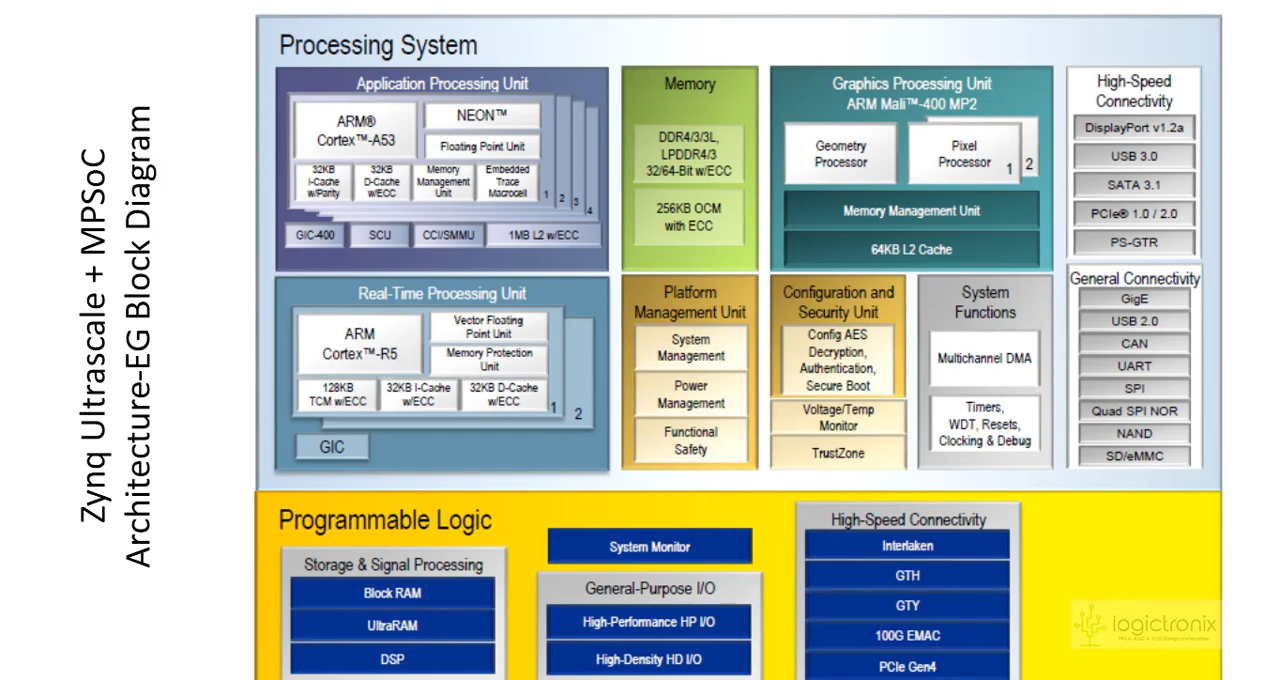 Zynq Ultrascale + MPSoC
Architecture-EG Block Diagram
Processing System
Application Processing Unit
ARM®
Cortex™-A53
NEON™
Floating Point Unit
32KB
I-Cache
w/Parity
32KB
D-Cache
w/ECC
Memory
Management
Unit
Embedded
Trace
Macrocell
1
2
3
4
GIC-400
SCU
CCI/SMMU
1MB L2 w/ECC
Memory
DDR4/3/3L,
LPDDR4/3
32/64-Bit w/ECC
256KB OCM
with ECC
Graphics Processing Unit
ARM Mali™-400 MP2
Geometry
Processor
Pixel
Processor
1
2
Memory Management Unit
64KB L2 Cache
High-Speed
Connectivity
DisplayPort v1.2a
USB 3.0
SATA 3.1
PCIe® 1.0 / 2.0
PS-GTR
Real-Time Processing Unit
ARM
Cortex™-R5
Vector Floating
Point Unit
Memory Protection
Unit
128KB
TCM w/ECC
32KB I-Cache
w/ECC
32KB D-Cache
w/ECC
1
2
GIC
Platform
Management Unit
System
Management
Power
Management
Functional
Safety
Configuration and
Security Unit
Config AES
Decryption,
Authentication,
Secure Boot
Voltage/Temp
Monitor
TrustZone
System
Functions
Multichannel DMA
Timers,
WDT, Resets,
Clocking & Debug
General Connectivity
GigE
USB 2.0
CAN
UART
SPI
Quad SPI NOR
NAND
SD/eMMC
Programmable Logic
Storage & Signal Processing
Block RAM
UltraRAM
DSP
System Monitor
General-Purpose I/O
High-Performance HP I/O
High-Density HD I/O
High-Speed Connectivity
Interlaken
GTH
GTY
100G EMAC
PCIe Gen4
logictronix